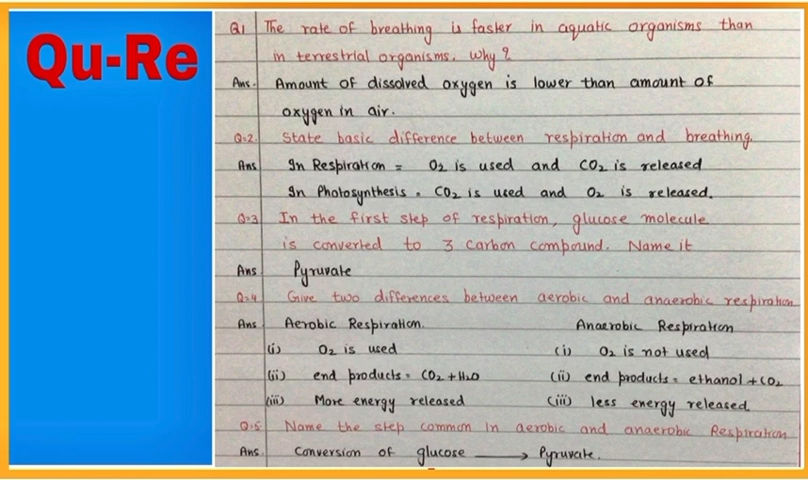 Qu-Re
Q1 The rate of breathing is faster in aquatic organisms than
in terrestrial organisms. Why?
Ans. Amount of dissolved oxygen is lower than amount of
oxygen in air.
Q.2. State basic difference between respiration and breathing.
Ans In Respiration = O2 is used and CO2 is released
In Photosynthesis = CO2 is used and O2 is released.
Q.3 In the first step of respiration, glucose molecule
is converted to 3 carbon compound. Name it
Ans Pyruvate
Q.4 Give two differences between aerobic and anaerobic respiration
Ans Aerobic Respiration. Anaerobic Respiration
(i) O2 is used (i) O2 is not used
(ii) end products = CO2 + H2O (ii) end products = ethanol + CO2
(iii) More energy released (iii) less energy released
Q.5 Name the step common in aerobic and anaerobic Respiration
Ans. Conversion of glucose → Pyruvate.